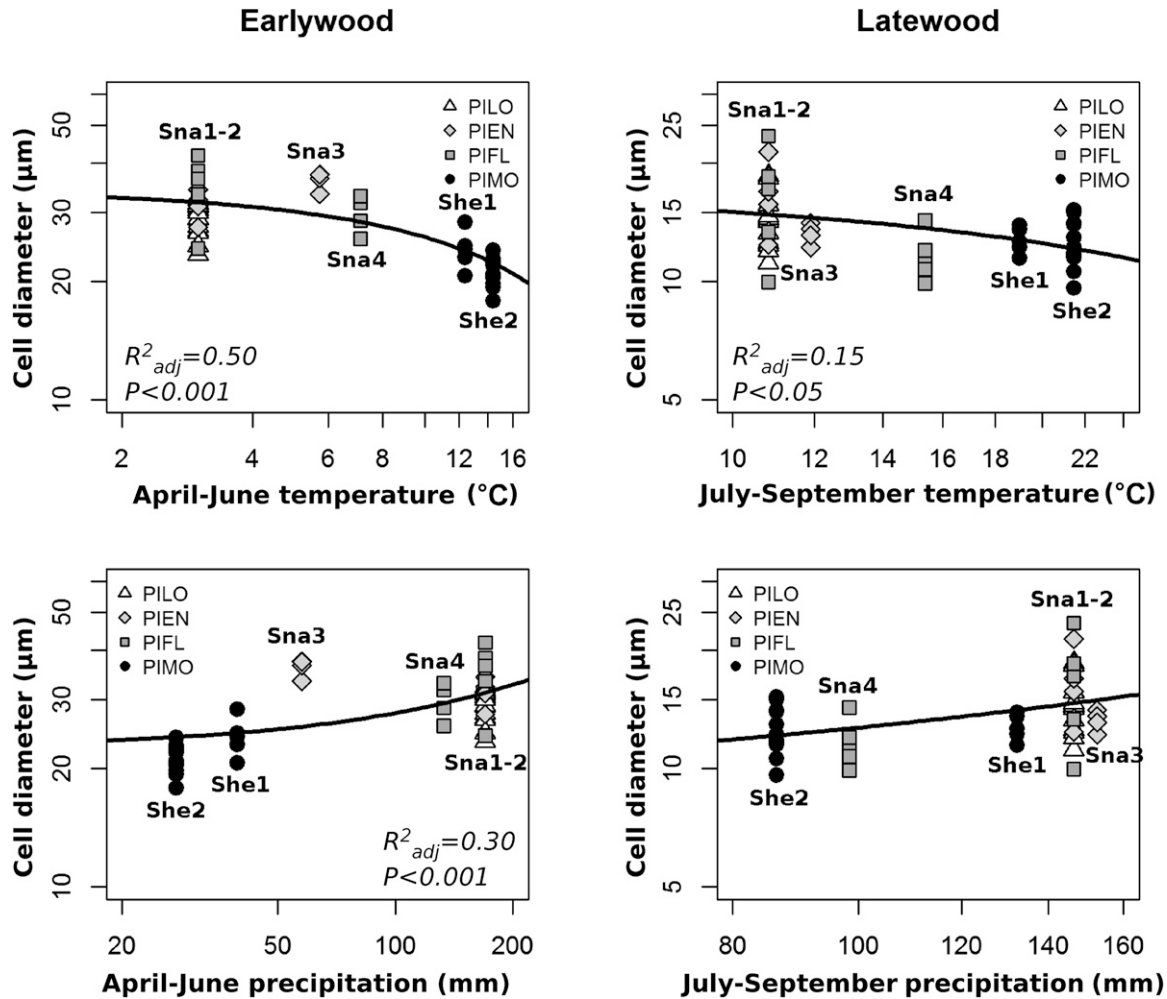 Earlywood
Latewood
Cell diameter (µm)
50
30
20
10
PILO
PIEN
PIFL
PIMO
Sna1-2
Sna3
Sna4
She1
She2
R²adj=0.50
P<0.001
2 4 6 8 12 16
April-June temperature (°C)
Cell diameter (µm)
25
15
10
5
PILO
PIEN
PIFL
PIMO
Sna1-2
Sna3
Sna4
She1
She2
R²adj=0.15
P<0.05
10 12 14 16 18 22
July-September temperature (°C)
Cell diameter (µm)
50
30
20
10
PILO
PIEN
PIFL
PIMO
Sna3
Sna4
Sna1-2
She1
She2
R²adj=0.30
P<0.001
20 50 100 200
April-June precipitation (mm)
Cell diameter (µm)
25
15
10
5
PILO
PIEN
PIFL
PIMO
Sna1-2
Sna4
Sna3
She1
She2
80 100 120 140 160
July-September precipitation (mm)